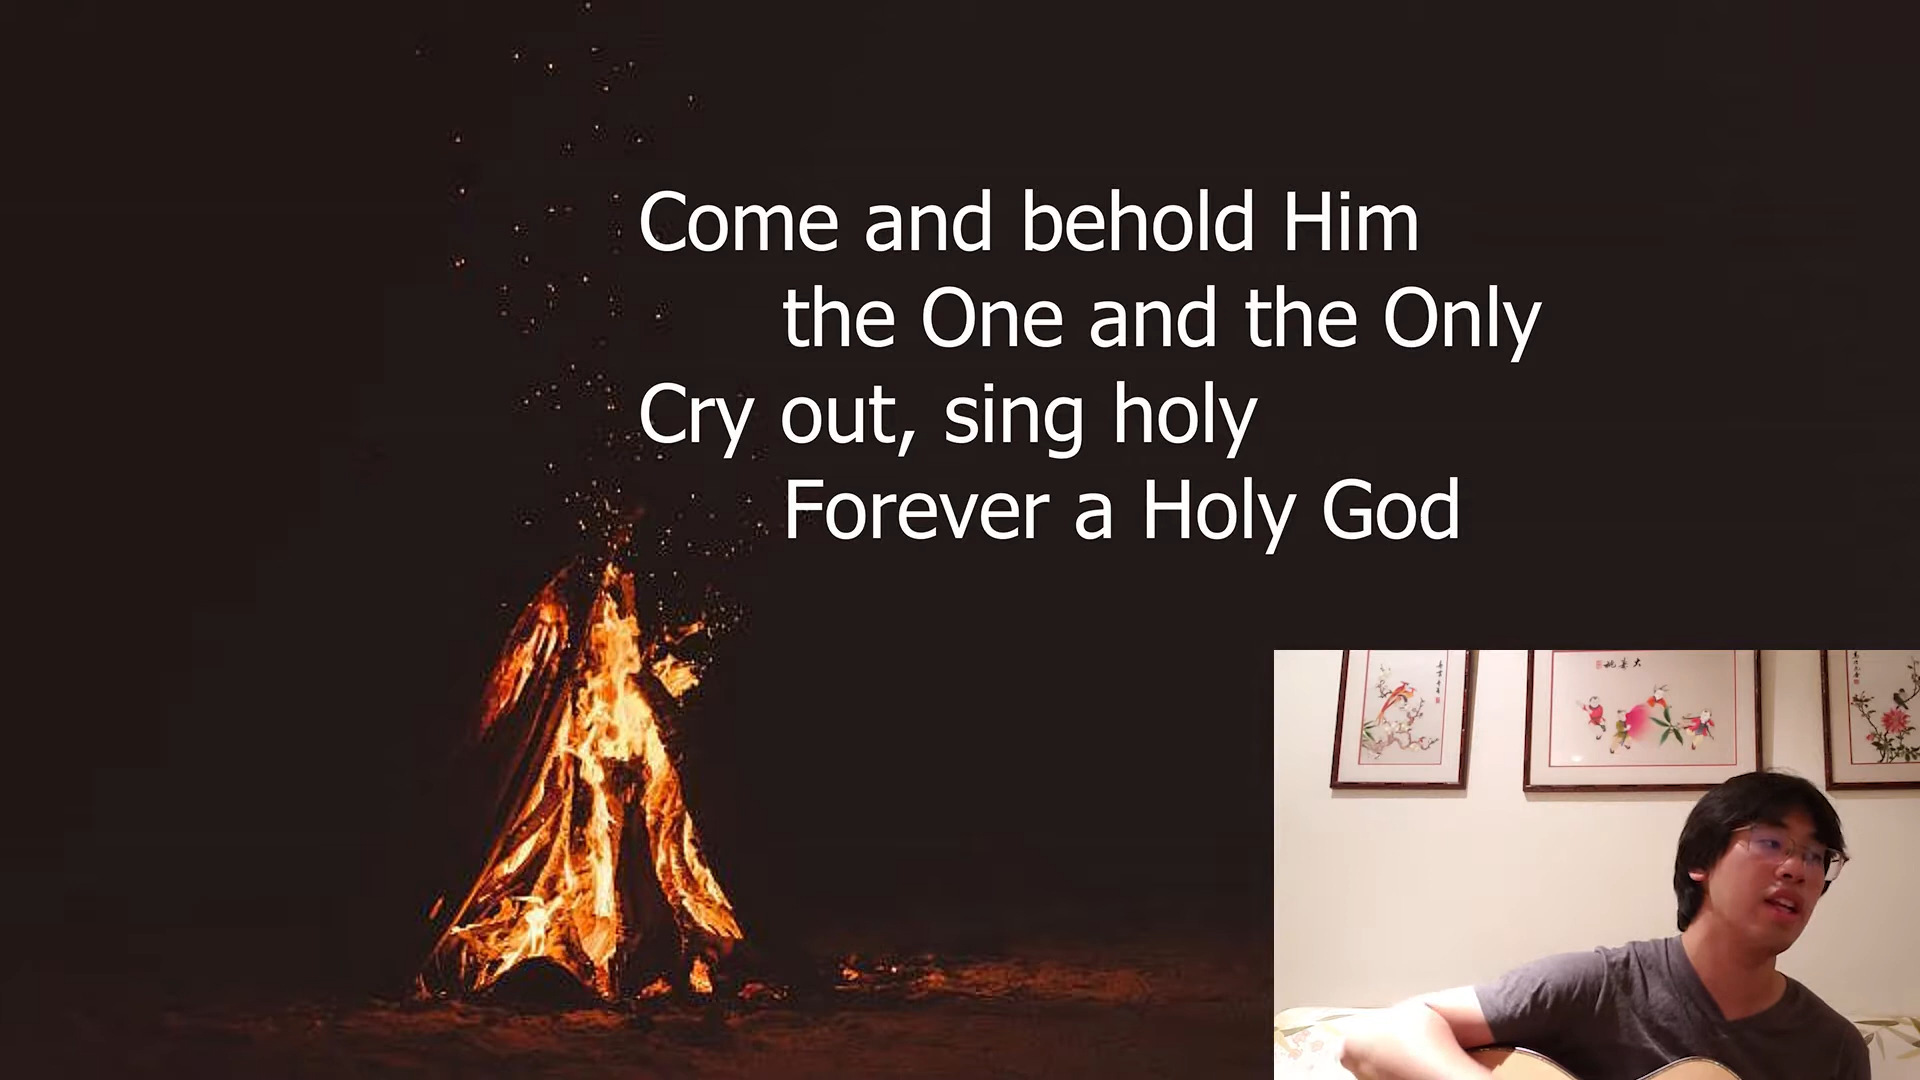 Come and behold Him
the One and the Only
Cry out, sing holy
Forever a Holy God